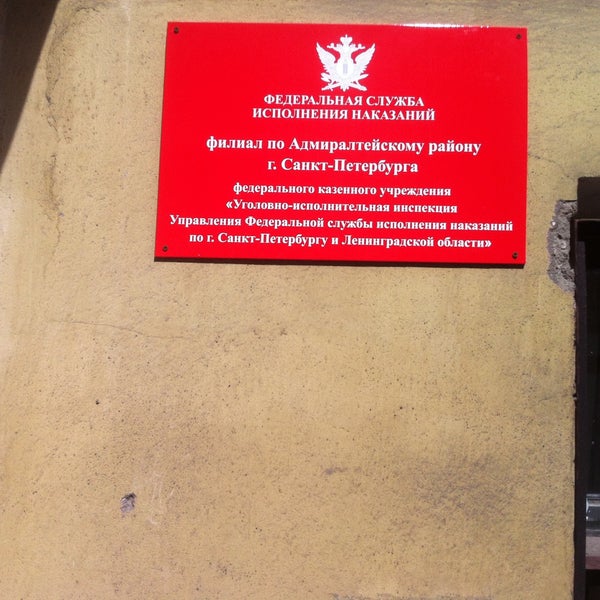 ФЕДЕРАЛЬНАЯ СЛУЖБА
ИСПОЛНЕНИЯ НАКАЗАНИЙ
филиал по Адмиралтейскому району
г. Санкт-Петербурга
федерального казенного учреждения
«Уголовно-исполнительная инспекция
Управления Федеральной службы исполнения наказаний
по г. Санкт-Петербургу и Ленинградской области»